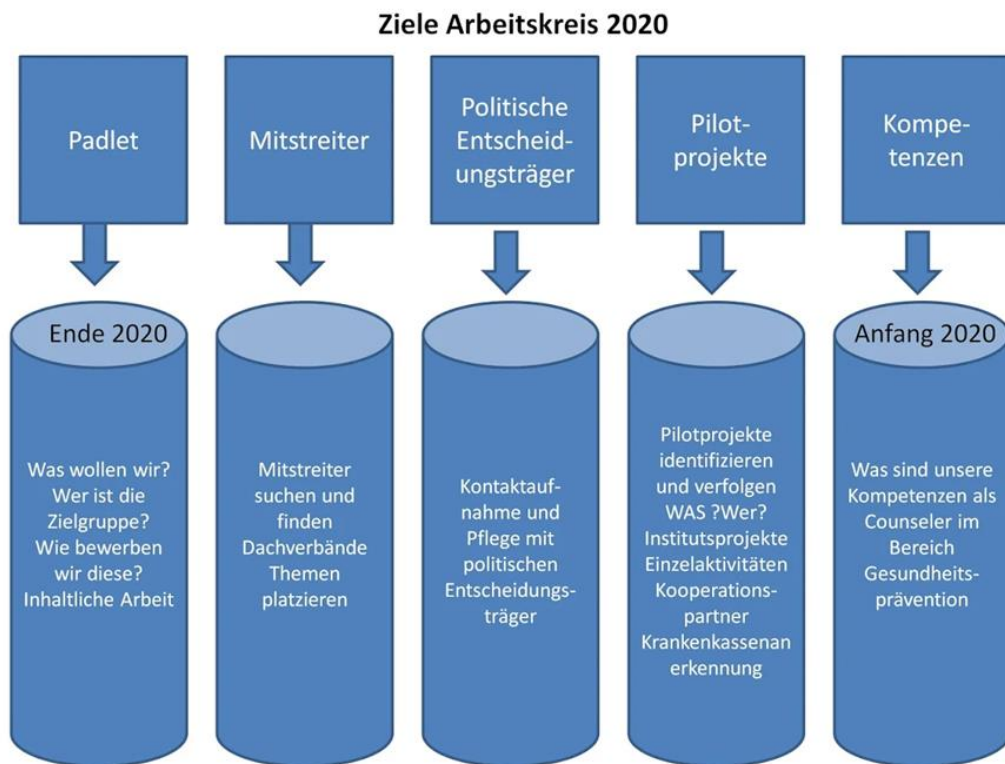 Ziele Arbeitskreis 2020
Padlet
Mitstreiter
Politische
Entscheid-
ungsträger
Pilot-
projekte
Kompe-
tenzen
Ende 2020
Was wollen wir?
Wer ist die
Zielgruppe?
Wie bewerben
wir diese?
Inhaltliche Arbeit
Mitstreiter
suchen und
finden
Dachverbände
Themen
platzieren
Kontaktauf-
nahme und
Pflege mit
politischen
Entscheidungs-
träger
Pilotprojekte
identifizieren
und verfolgen
WAS ?Wer?
Institutsprojekte
Einzelaktivitäten
Kooperations-
partner
Krankenkassenan
erkennung
Anfang 2020
Was sind unsere
Kompetenzen als
Counseler im
Bereich
Gesundheits-
prävention